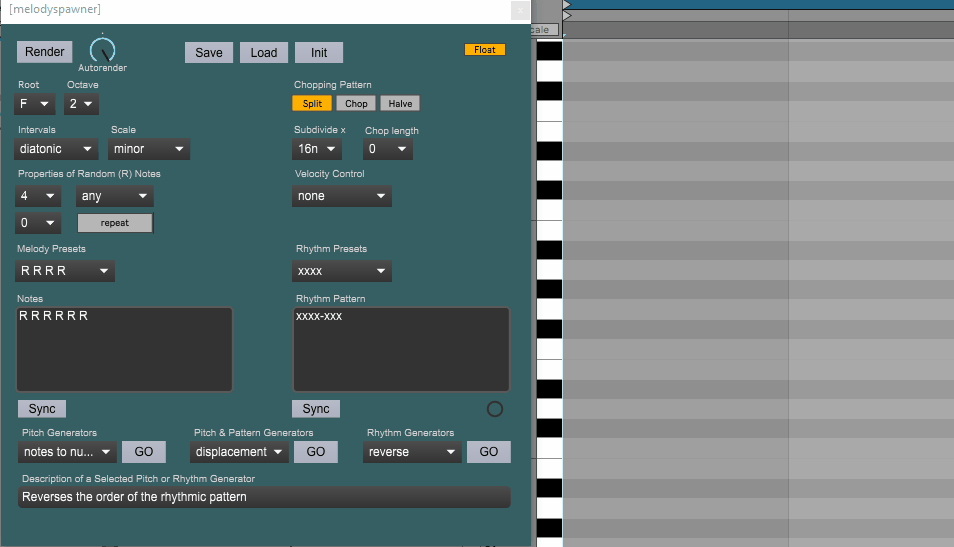 [melodyspawner]
x
cale
Render
Autorender
Save
Load
Init
Float
Root
Octave
F
2
Chopping Pattern
Split
Chop
Halve
Intervals
Scale
diatonic
minor
Subdivide x
Chop length
16n
0
Properties of Random (R) Notes
4
any
0
repeat
Velocity Control
none
Melody Presets
R R R R
Rhythm Presets
xxxx
Notes
R R R R R R
Rhythm Pattern
xxxx-xxx
Sync
Sync
Pitch Generators
Pitch & Pattern Generators
Rhythm Generators
notes to nu...
GO
displacement
GO
reverse
GO
Description of a Selected Pitch or Rhythm Generator
Reverses the order of the rhythmic pattern